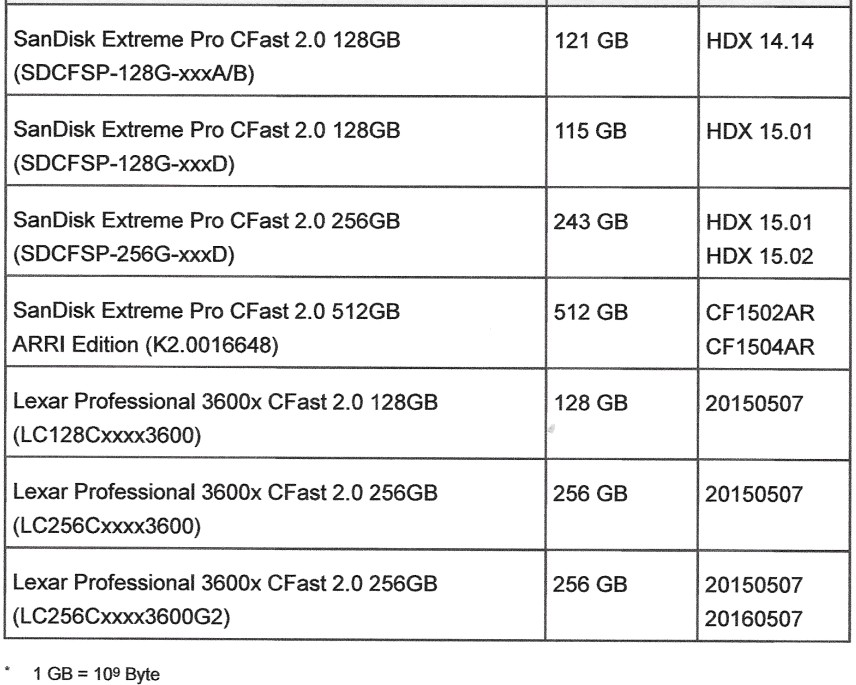 SanDisk Extreme Pro CFast 2.0 128GB 121 GB HDX 14.14
(SDCFSP-128G-xxxA/B)
SanDisk Extreme Pro CFast 2.0 128GB 115 GB HDX 15.01
(SDCFSP-128G-xxxD)
SanDisk Extreme Pro CFast 2.0 256GB 243 GB HDX 15.01
(SDCFSP-256G-xxxD) HDX 15.02
SanDisk Extreme Pro CFast 2.0 512GB 512 GB CF1502AR
ARRI Edition (K2.0016648) CF1504AR
Lexar Professional 3600x CFast 2.0 128GB 128 GB 20150507
(LC128Cxxxx3600)
Lexar Professional 3600x CFast 2.0 256GB 256 GB 20150507
(LC256Cxxxx3600)
Lexar Professional 3600x CFast 2.0 256GB 256 GB 20150507
(LC256Cxxxx3600G2) 20160507
* 1 GB = 10⁹ Byte